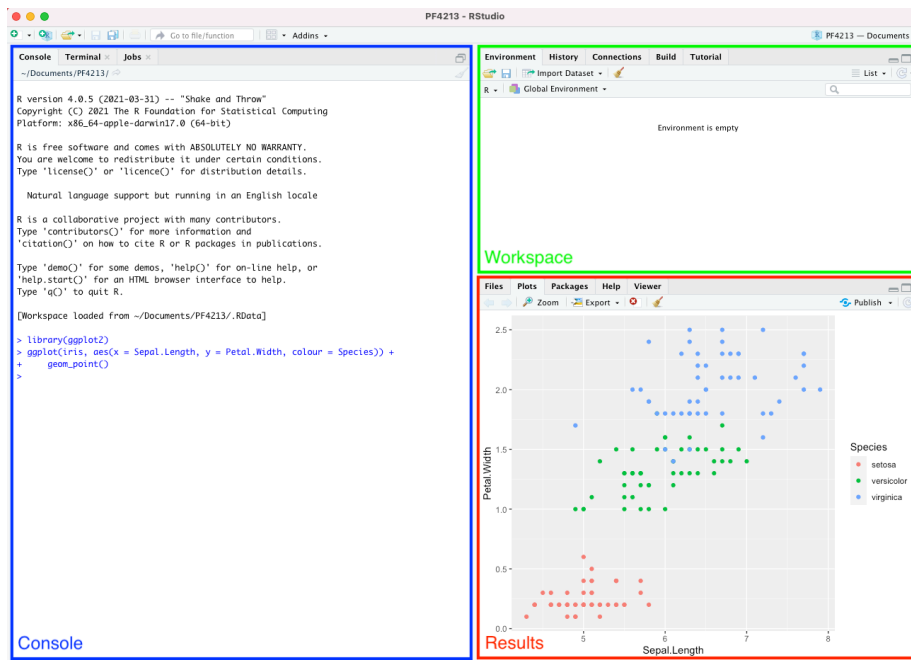 PF4213 - RStudio
Go to file/function
Addins
PF4213 — Documents
Console Terminal Jobs
~/Documents/PF4213/
R version 4.0.5 (2021-03-31) -- "Shake and Throw"
Copyright (C) 2021 The R Foundation for Statistical Computing
Platform: x86_64-apple-darwin17.0 (64-bit)
R is free software and comes with ABSOLUTELY NO WARRANTY.
You are welcome to redistribute it under certain conditions.
Type 'license()' or 'licence()' for distribution details.
Natural language support but running in an English locale
R is a collaborative project with many contributors.
Type 'contributors()' for more information and
'citation()' on how to cite R or R packages in publications.
Type 'demo()' for some demos, 'help()' for on-line help, or
'help.start()' for an HTML browser interface to help.
Type 'q()' to quit R.
[Workspace loaded from ~/Documents/PF4213/.RData]
> library(ggplot2)
> ggplot(iris, aes(x = Sepal.Length, y = Petal.Width, colour = Species)) +
+     geom_point()
>
Console
Environment History Connections Build Tutorial
Import Dataset
List
R
Global Environment
Environment is empty
Workspace
Files Plots Packages Help Viewer
Zoom Export
Publish
2.5
2.0
1.5
1.0
0.5
0.0
Petal.Width
5 6 7 8
Sepal.Length
Species
setosa
versicolor
virginica
Results